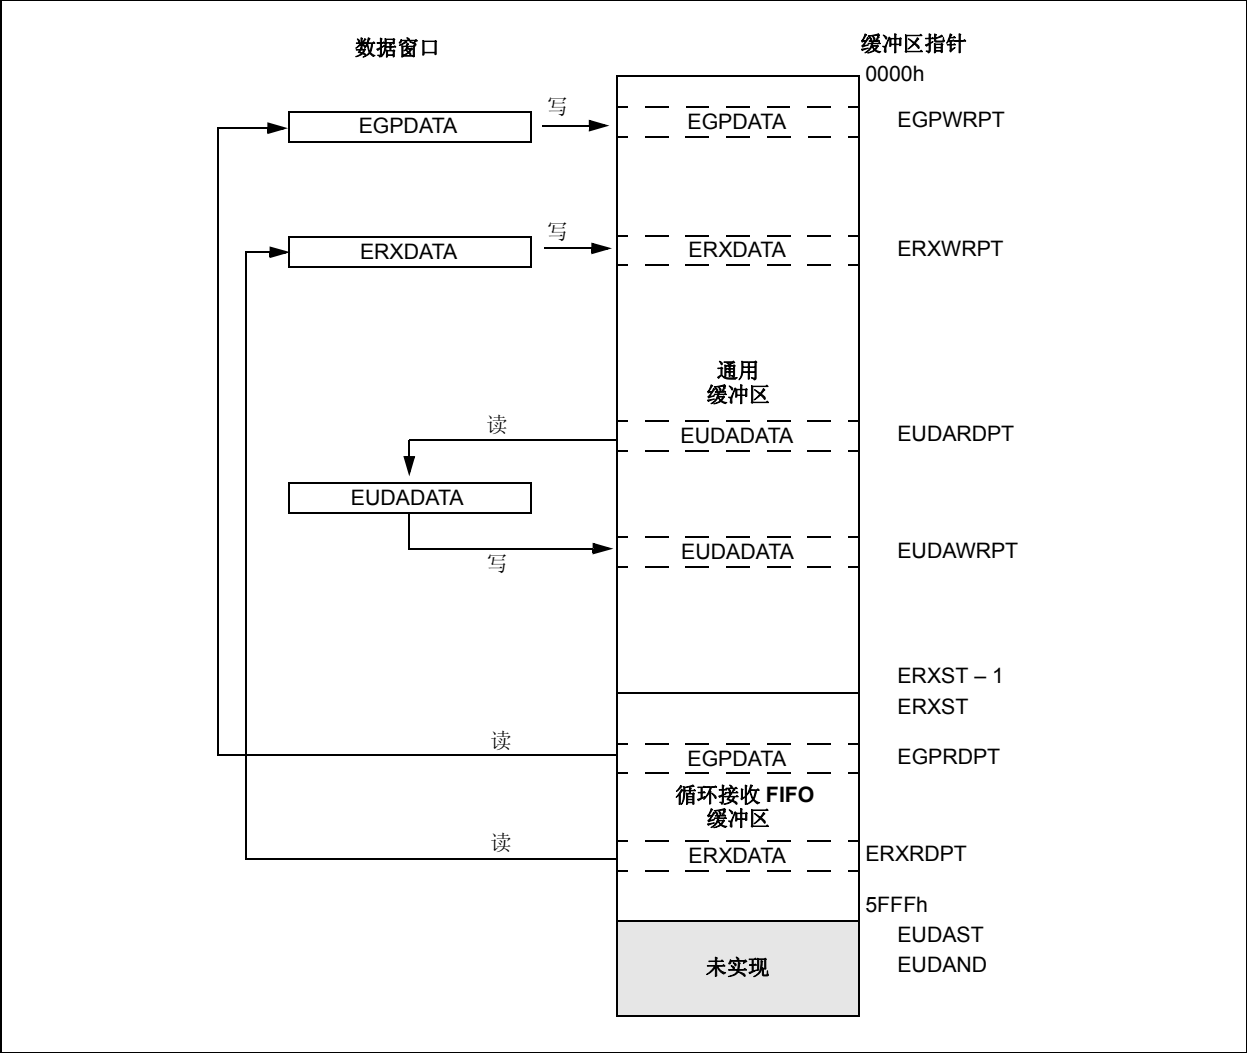 数据窗口
缓冲区指针
0000h
EGPDATA
写
EGPDATA
EGPWRPT
ERXDATA
写
ERXDATA
ERXWRPT
通用
缓冲区
读
EUDADATA
EUDARDPT
EUDADATA
写
EUDADATA
EUDAWRPT
ERXST – 1
ERXST
读
EGPDATA
EGPRDPT
循环接收 FIFO
缓冲区
读
ERXDATA
ERXRDPT
5FFFh
EUDAST
未实现
EUDAND